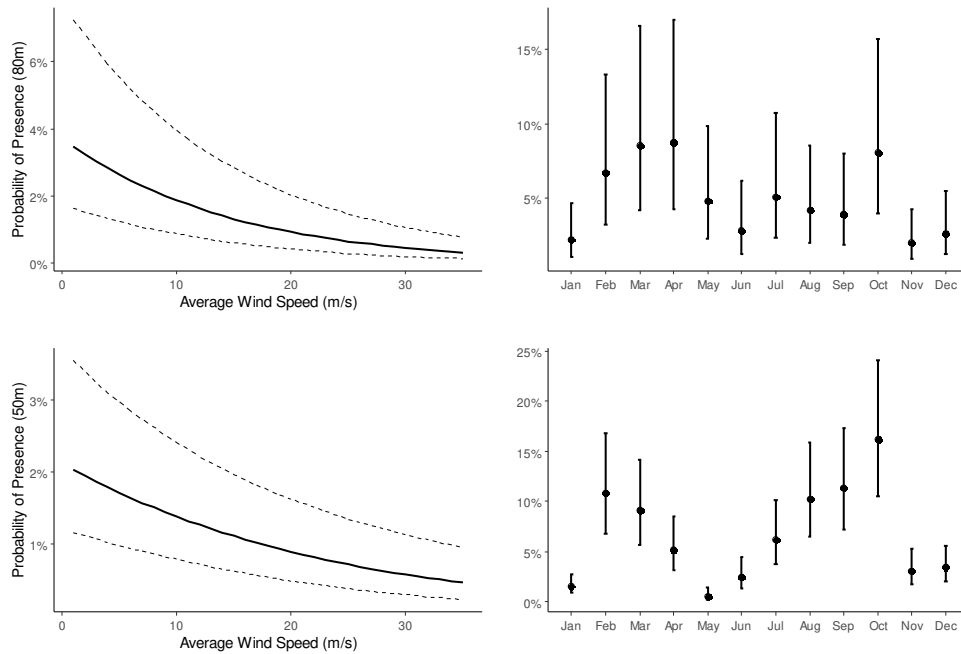 Probability of Presence (80m)
6%
4%
2%
0%
0 10 20 30
Average Wind Speed (m/s)
15%
10%
5%
Jan Feb Mar Apr May Jun Jul Aug Sep Oct Nov Dec
Probability of Presence (50m)
3%
2%
1%
0 10 20 30
Average Wind Speed (m/s)
25%
20%
15%
10%
5%
0%
Jan Feb Mar Apr May Jun Jul Aug Sep Oct Nov Dec